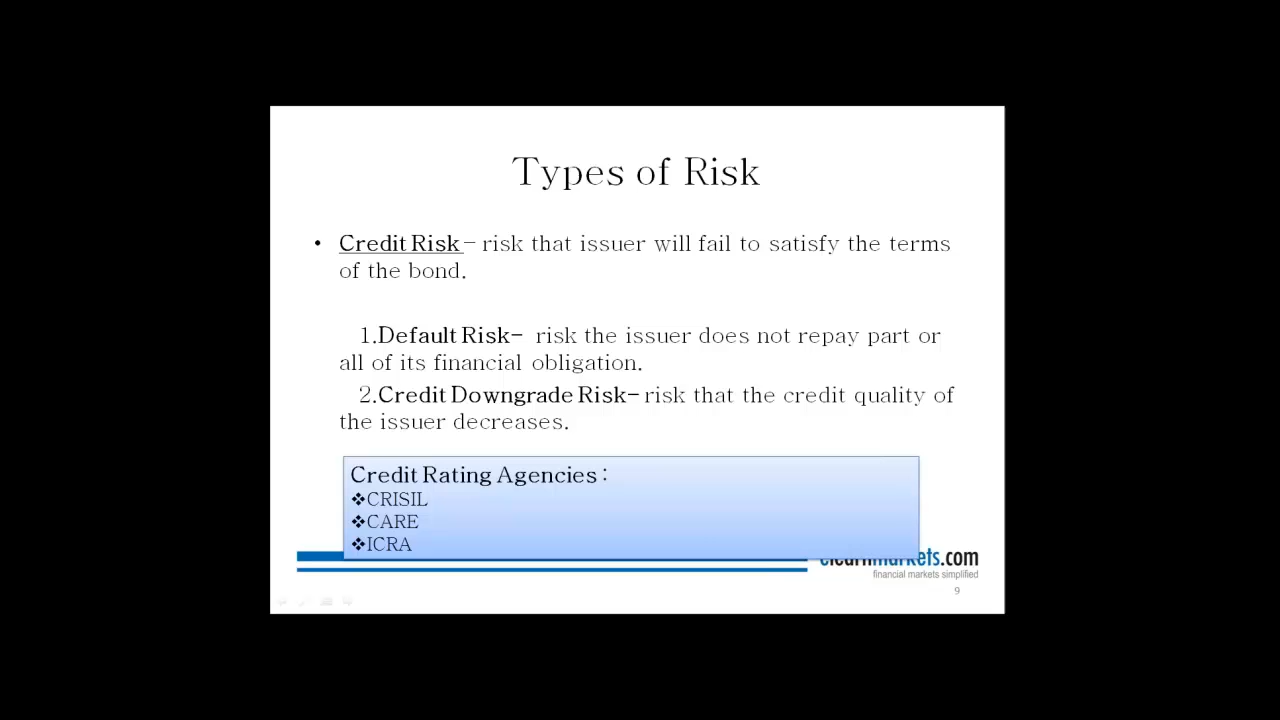 Types of Risk
• Credit Risk – risk that issuer will fail to satisfy the terms
of the bond.
1.Default Risk– risk the issuer does not repay part or
all of its financial obligation.
2.Credit Downgrade Risk– risk that the credit quality of
the issuer decreases.
Credit Rating Agencies :
❖CRISIL
❖CARE
❖ICRA
elearnmarkets.com
financial markets simplified
9